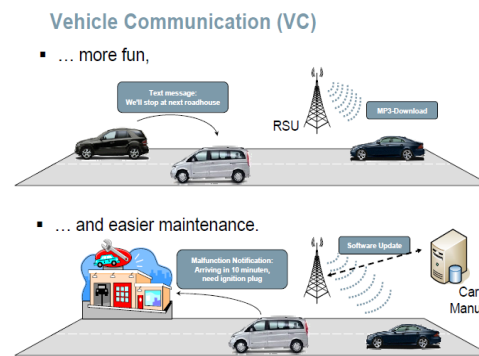 Vehicle Communication (VC)
▪ … more fun,
Text message:
We'll stop at next roadhouse
RSU
MP3-Download
▪ … and easier maintenance.
Malfunction Notification:
Arriving in 10 minuten,
need ignition plug
Software Update
Car
Manu